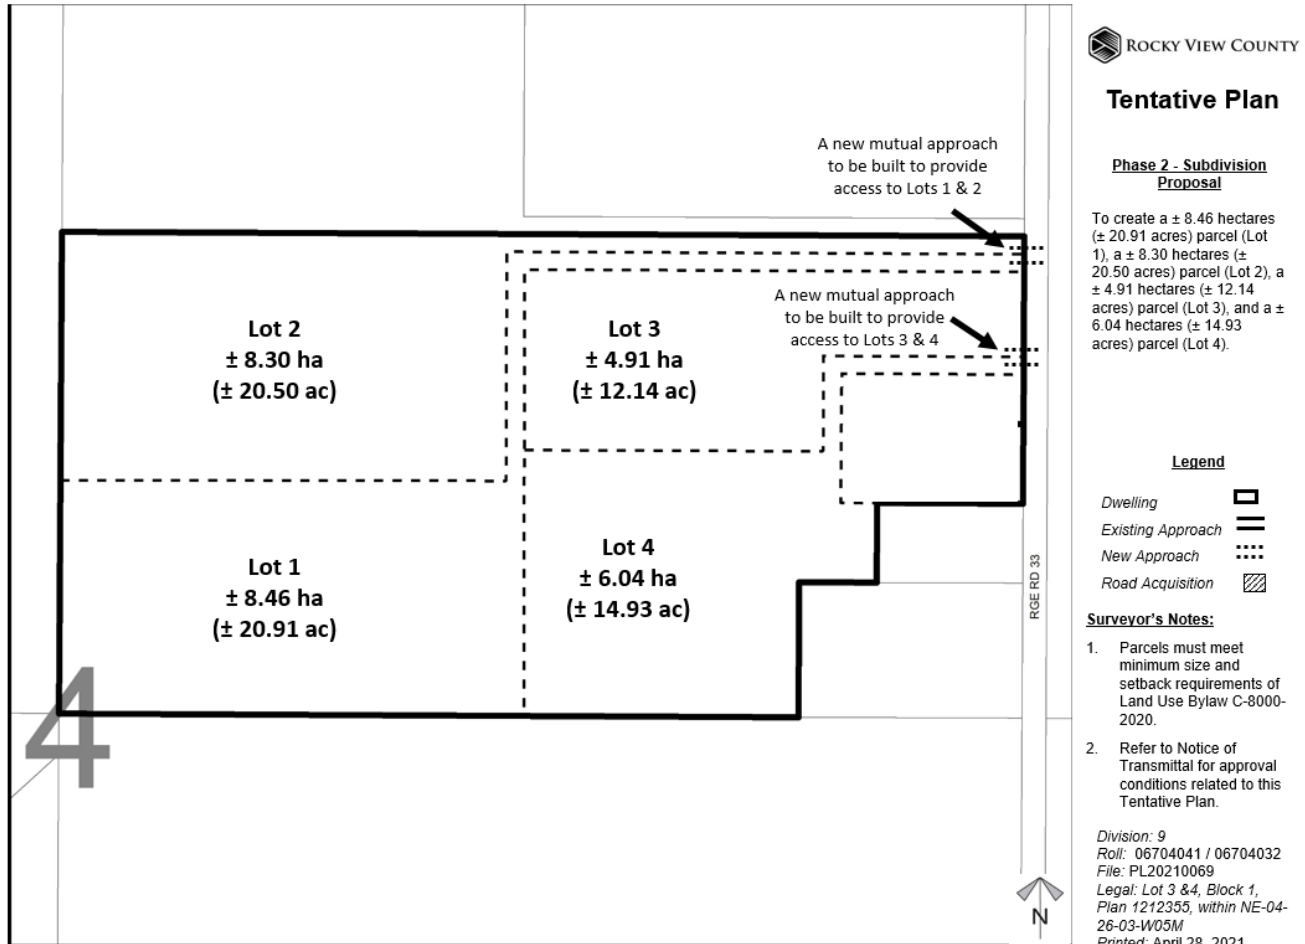 ROCKY VIEW COUNTY
Tentative Plan
Phase 2 - Subdivision
Proposal
To create a ± 8.46 hectares
(± 20.91 acres) parcel (Lot
1), a ± 8.30 hectares (±
20.50 acres) parcel (Lot 2), a
± 4.91 hectares (± 12.14
acres) parcel (Lot 3), and a ±
6.04 hectares (± 14.93
acres) parcel (Lot 4).
A new mutual approach
to be built to provide
access to Lots 1 & 2
A new mutual approach
to be built to provide
access to Lots 3 & 4
Lot 2
± 8.30 ha
(± 20.50 ac)
Lot 3
± 4.91 ha
(± 12.14 ac)
Lot 1
± 8.46 ha
(± 20.91 ac)
Lot 4
± 6.04 ha
(± 14.93 ac)
RGE RD 33
4
N
Legend
Dwelling
Existing Approach
New Approach
Road Acquisition
Surveyor's Notes:
1. Parcels must meet
minimum size and
setback requirements of
Land Use Bylaw C-8000-
2020.
2. Refer to Notice of
Transmittal for approval
conditions related to this
Tentative Plan.
Division: 9
Roll: 06704041 / 06704032
File: PL20210069
Legal: Lot 3 &4, Block 1,
Plan 1212355, within NE-04-
26-03-W05M
Printed: April 28, 2021